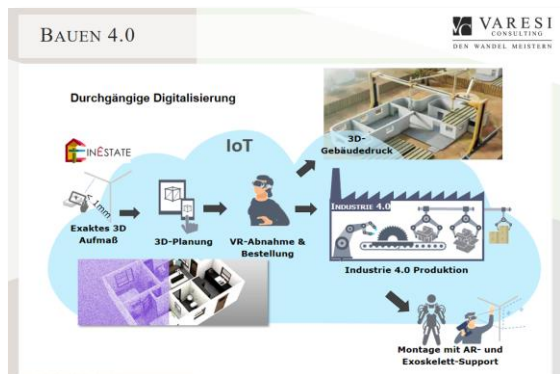 BAUEN 4.0
VARESI
CONSULTING
DEN WANDEL MEISTERN
Durchgängige Digitalisierung
INESTATE
IoT
3D-
Gebäudedruck
< 1mm
Exaktes 3D
Aufmaß
3D-Planung
VR-Abnahme &
Bestellung
INDUSTRIE 4.0
Industrie 4.0 Produktion
Montage mit AR- und
Exoskelett-Support